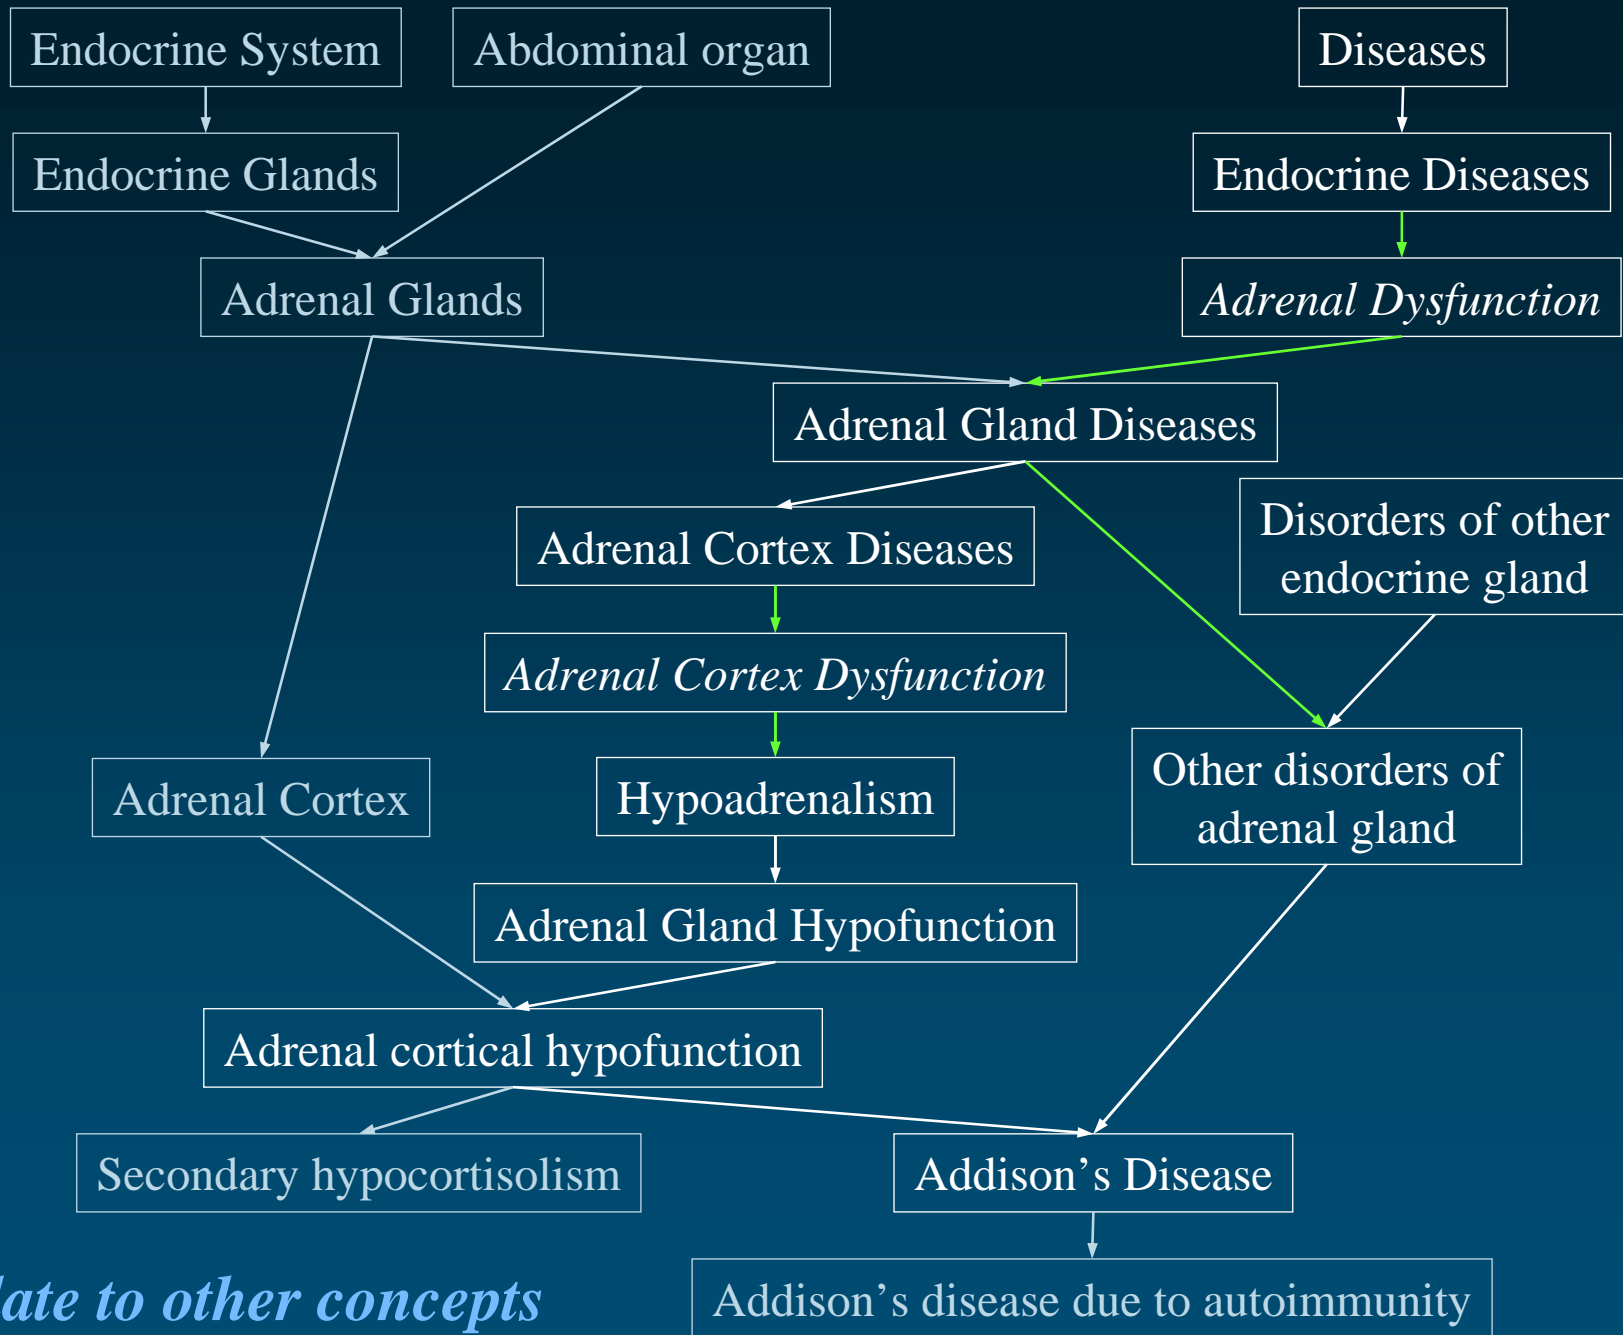 Endocrine System
Abdominal organ
Diseases
Endocrine Glands
Endocrine Diseases
Adrenal Glands
Adrenal Dysfunction
Adrenal Gland Diseases
Adrenal Cortex Diseases
Disorders of other
endocrine gland
Adrenal Cortex Dysfunction
Adrenal Cortex
Hypoadrenalism
Other disorders of
adrenal gland
Adrenal Gland Hypofunction
Adrenal cortical hypofunction
Secondary hypocortisolism
Addison’s Disease
to other concepts
Addison’s disease due to autoimmunity